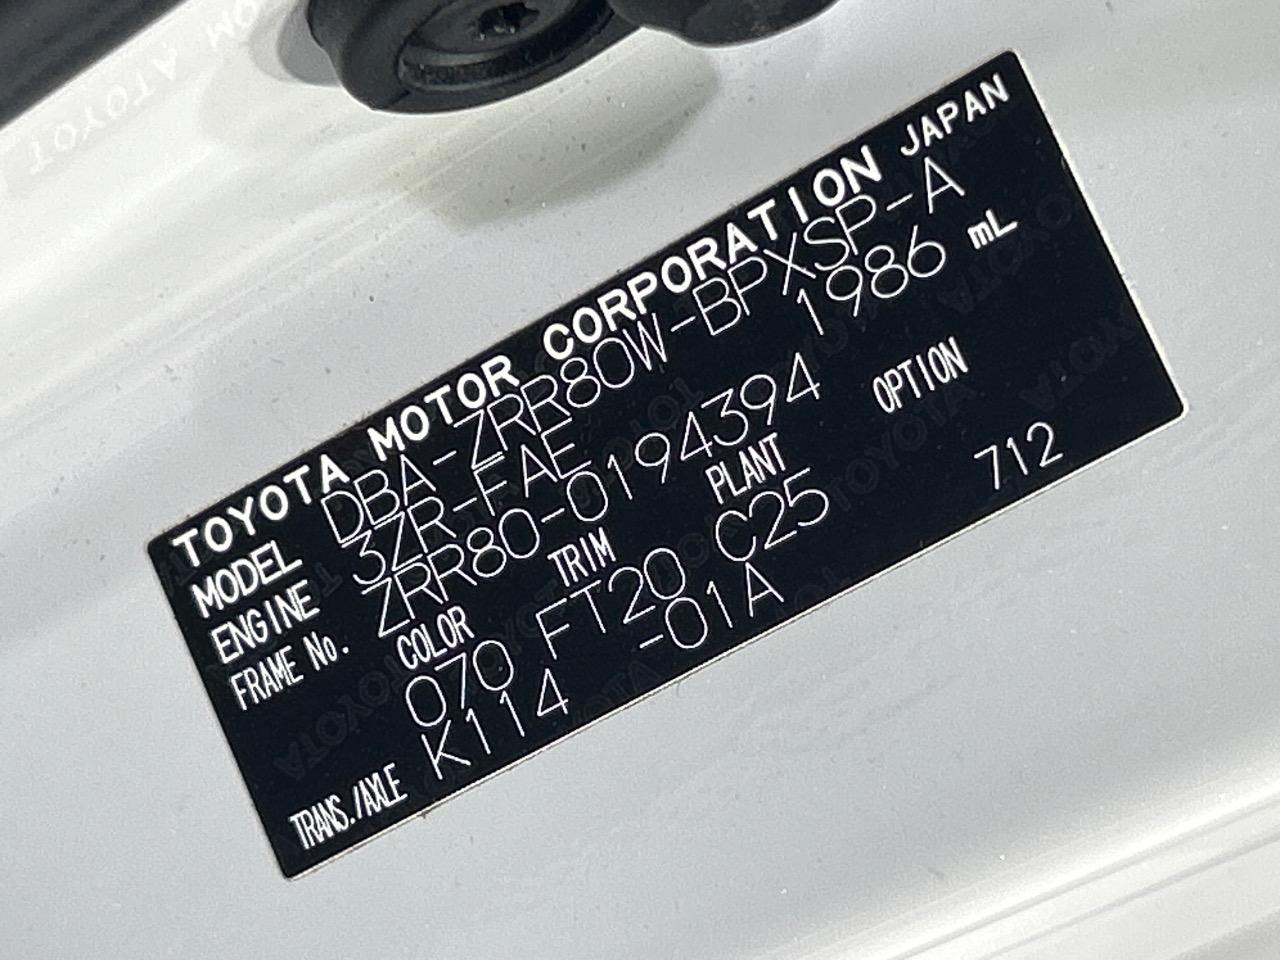 TOYOTA MOTOR CORPORATION JAPAN
MODEL DBA-ZRR80W-BPXSP-A
ENGINE 3ZR-FAE 1986 mL
FRAME No. ZRR80-0194394
COLOR TRIM PLANT OPTION
070 FT20 C25 712
TRANS./AXLE K114 -01A